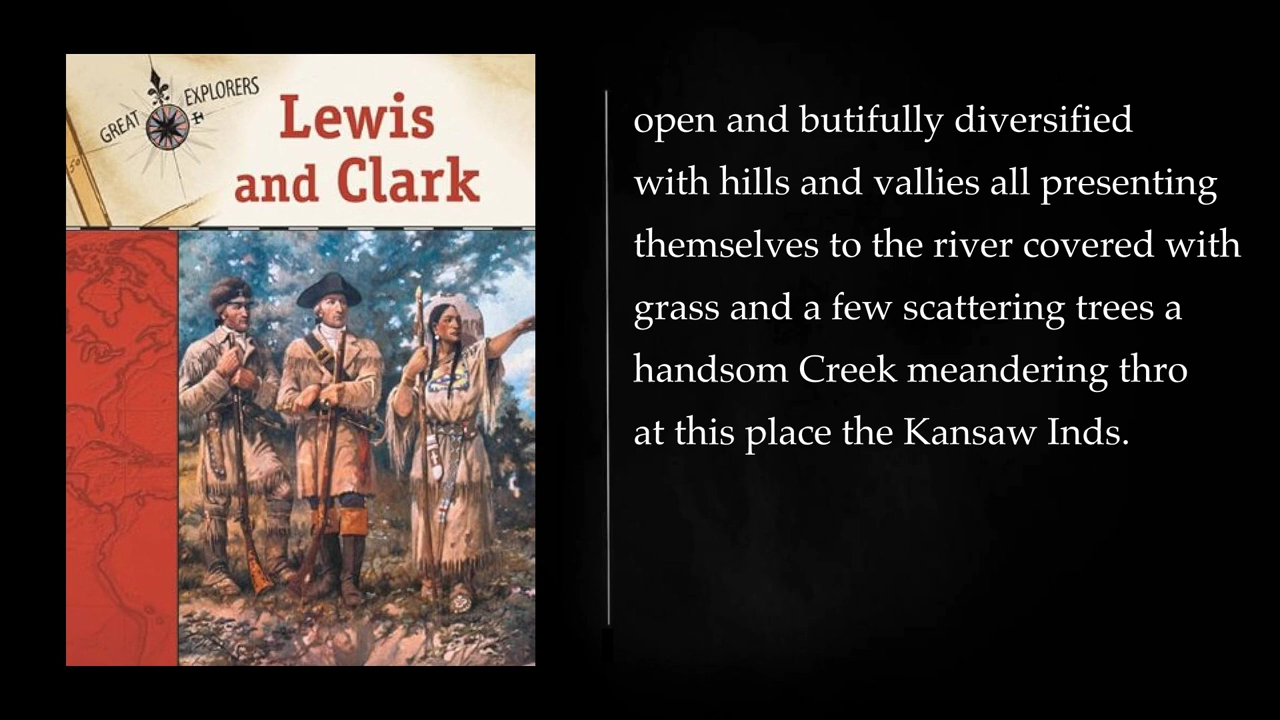 GREAT EXPLORERS
Lewis
and Clark
open and butifully diversified
with hills and vallies all presenting
themselves to the river covered with
grass and a few scattering trees a
handsom Creek meandering thro
at this place the Kansaw Inds.